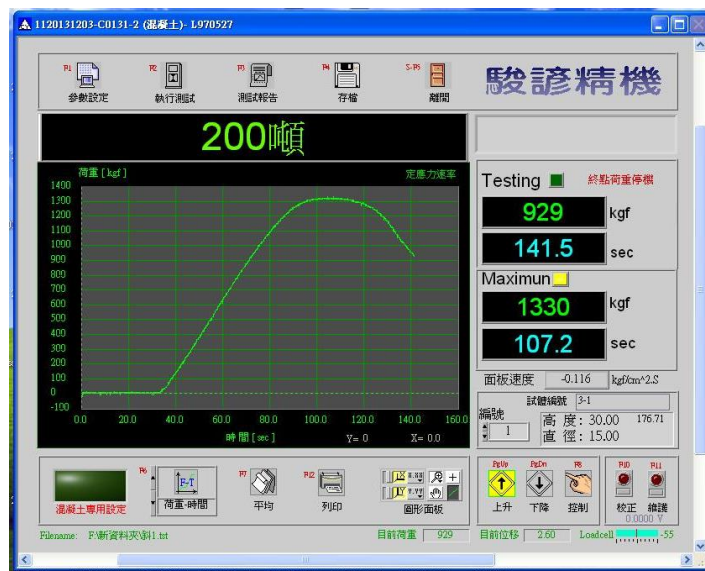 1120131203-C0131-2 (混凝土)- L970527
F1 F2 F3 F4 S-F5
參數設定 執行測試 測試報告 存檔 離開
駿諺精機
200噸
荷重 [ kgf ] 定應力速率
1400
1300
1200
1100
1000
900
800
700
600
500
400
300
200
100
0
-100
0.0 20.0 40.0 60.0 80.0 100.0 120.0 140.0 160.0
時間 [ sec ] Y= 0 X= 0.0
Testing 終點荷重停機
929 kgf
141.5 sec
Maximun
1330 kgf
107.2 sec
面板速度 -0.116 kgf/cm^2.S
試體編號 3-1
編號 1
高 度: 30.00 176.71
直 徑: 15.00
混凝土專用設定
F6 F-T 荷重-時間
F7 平均
F12 列印
圖形面板
PgUp PgDn F8
上升 下降 控制
F10 F11
校正 維護
0.0000 V
Filename: F:\新資料夾\斜1.txt 目前荷重 929 目前位移 2.60 Loadcell -55